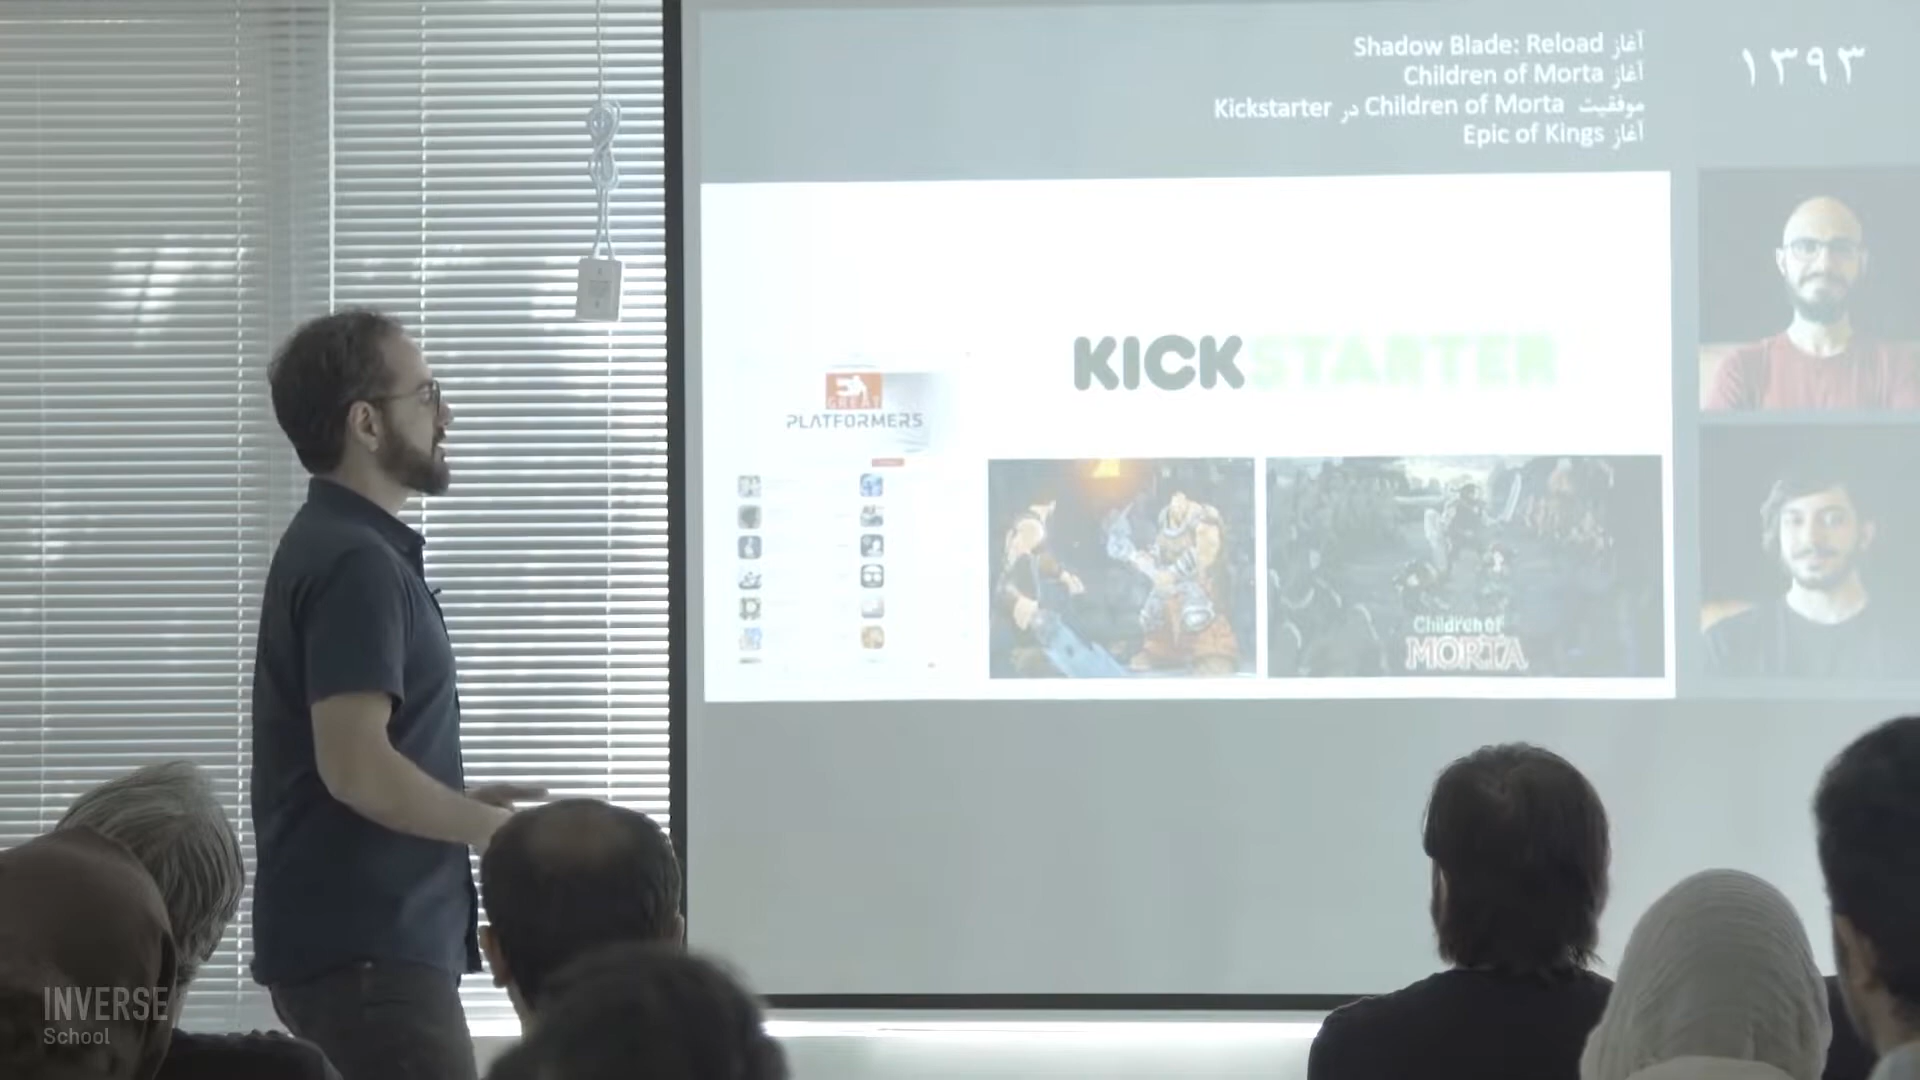 آغاز Shadow Blade: Reload
آغاز Children of Morta
موفقیت Children of Morta در Kickstarter
آغاز Epic of Kings
۱۳۹۳
KICKSTARTER
GREAT
PLATFORMERS
Children of
MORTA
INVERSE
School